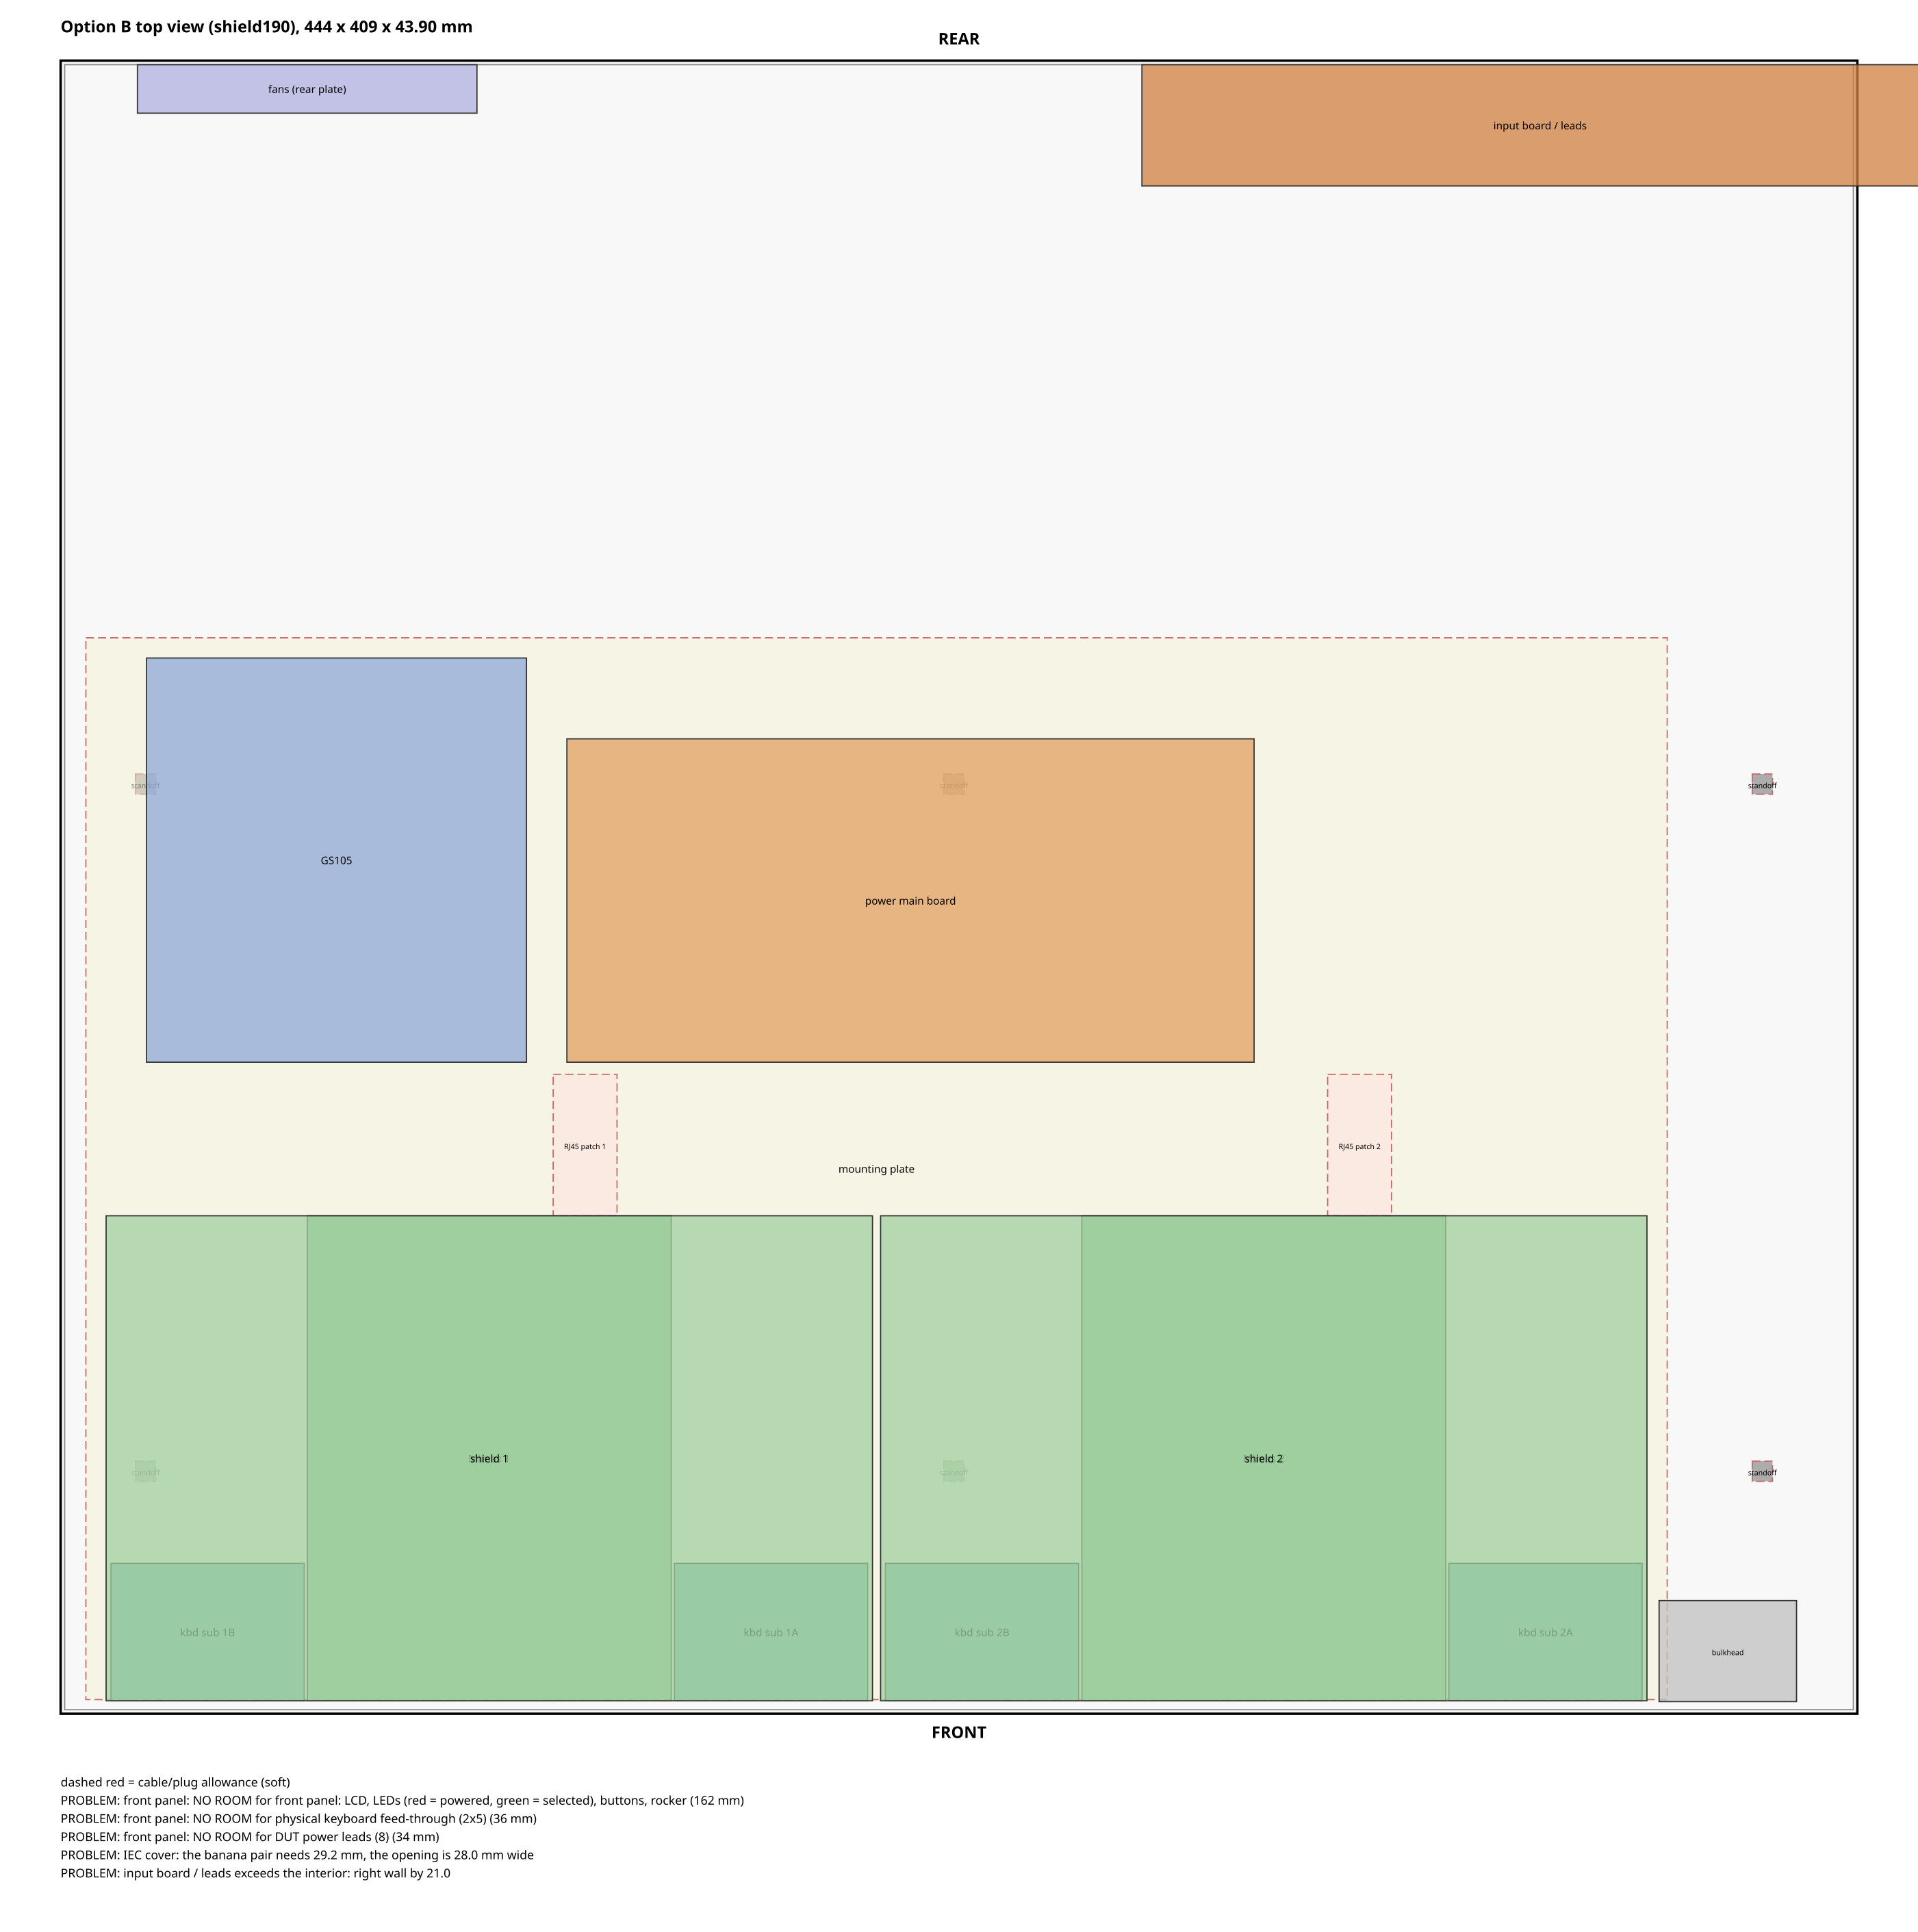 Option B top view (shield190), 444 x 409 x 43.90 mm
REAR
fans (rear plate)
input board / leads
standoff
standoff
standoff
GS105
power main board
RJ45 patch 1
RJ45 patch 2
mounting plate
shield 1
shield 2
standoff
standoff
standoff
kbd sub 1B
kbd sub 1A
kbd sub 2B
kbd sub 2A
bulkhead
FRONT
dashed red = cable/plug allowance (soft)
PROBLEM: front panel: NO ROOM for front panel: LCD, LEDs (red = powered, green = selected), buttons, rocker (162 mm)
PROBLEM: front panel: NO ROOM for physical keyboard feed-through (2x5) (36 mm)
PROBLEM: front panel: NO ROOM for DUT power leads (8) (34 mm)
PROBLEM: IEC cover: the banana pair needs 29.2 mm, the opening is 28.0 mm wide
PROBLEM: input board / leads exceeds the interior: right wall by 21.0